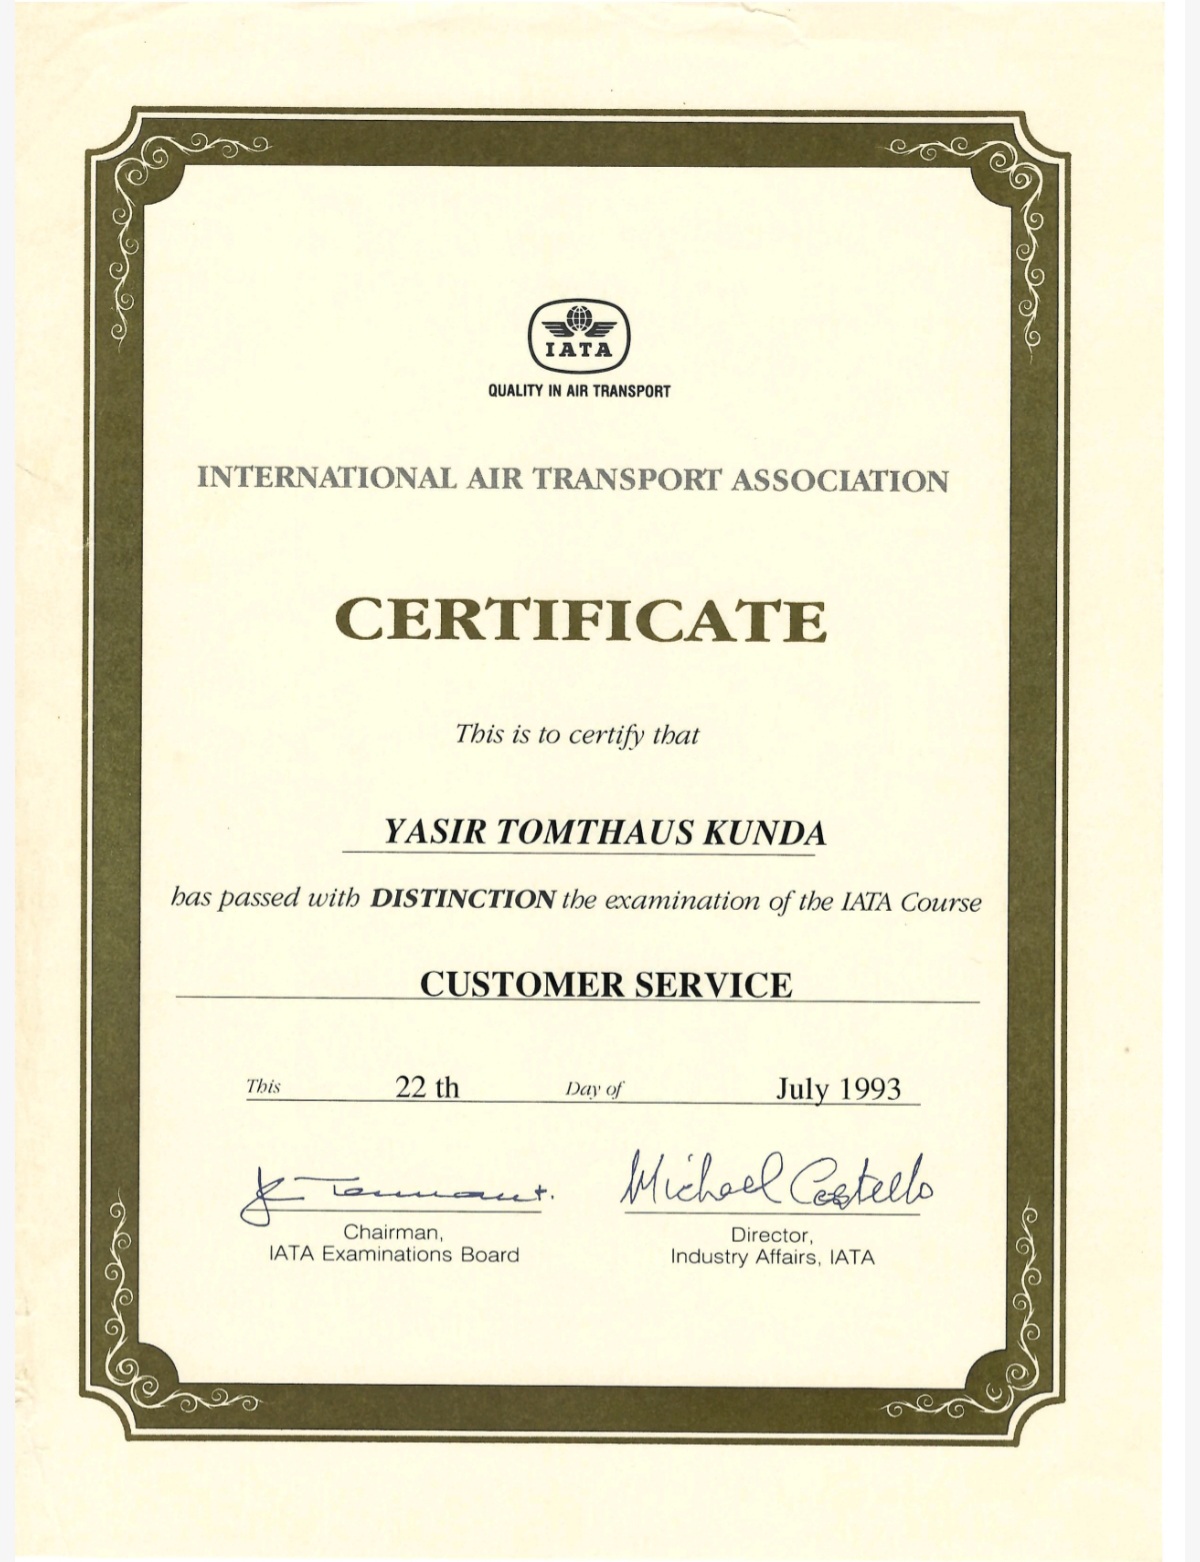 IATA
QUALITY IN AIR TRANSPORT
INTERNATIONAL AIR TRANSPORT ASSOCIATION
CERTIFICATE
This is to certify that
YASIR TOMTHAUS KUNDA
has passed with DISTINCTION the examination of the IATA Course
CUSTOMER SERVICE
This 22 th Day of July 1993
J Tennant. Michael Costello
Chairman, Director,
IATA Examinations Board Industry Affairs, IATA